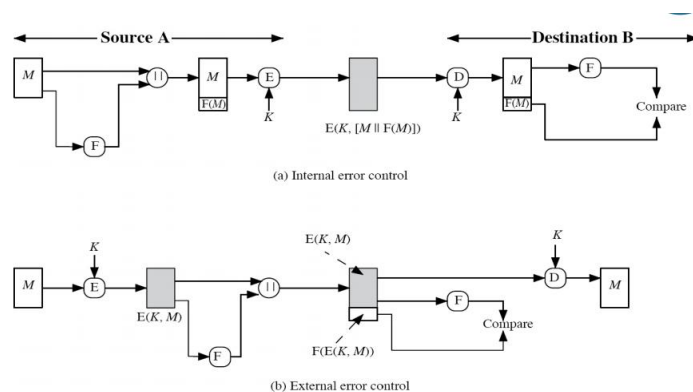 Source A
Destination B
M
||
M
F(M)
E
K
F
E(K, [M || F(M)])
D
K
M
F(M)
F
Compare
(a) Internal error control
M
K
E
E(K, M)
F
||
E(K, M)
F(E(K, M))
F
Compare
K
D
M
(b) External error control